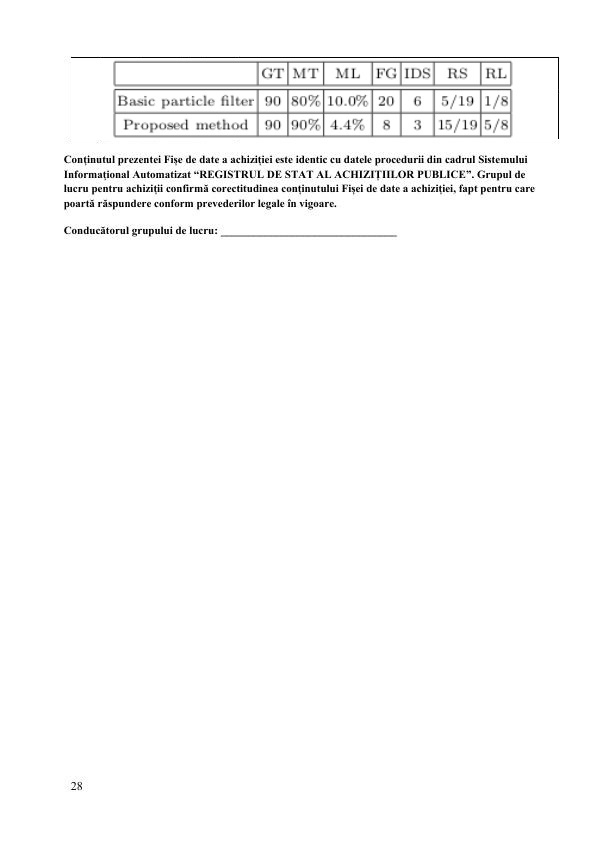 GT MT ML FG IDS RS RL
Basic particle filter 90 80% 10.0% 20 6 5/19 1/8
Proposed method 90 90% 4.4% 8 3 15/19 5/8
Conținutul prezentei Fișe de date a achiziției este identic cu datele procedurii din cadrul Sistemului
Informațional Automatizat “REGISTRUL DE STAT AL ACHIZIȚIILOR PUBLICE”. Grupul de
lucru pentru achiziții confirmă corectitudinea conținutului Fișei de date a achiziției, fapt pentru care
poartă răspundere conform prevederilor legale în vigoare.
Conducătorul grupului de lucru: ________________________________
28